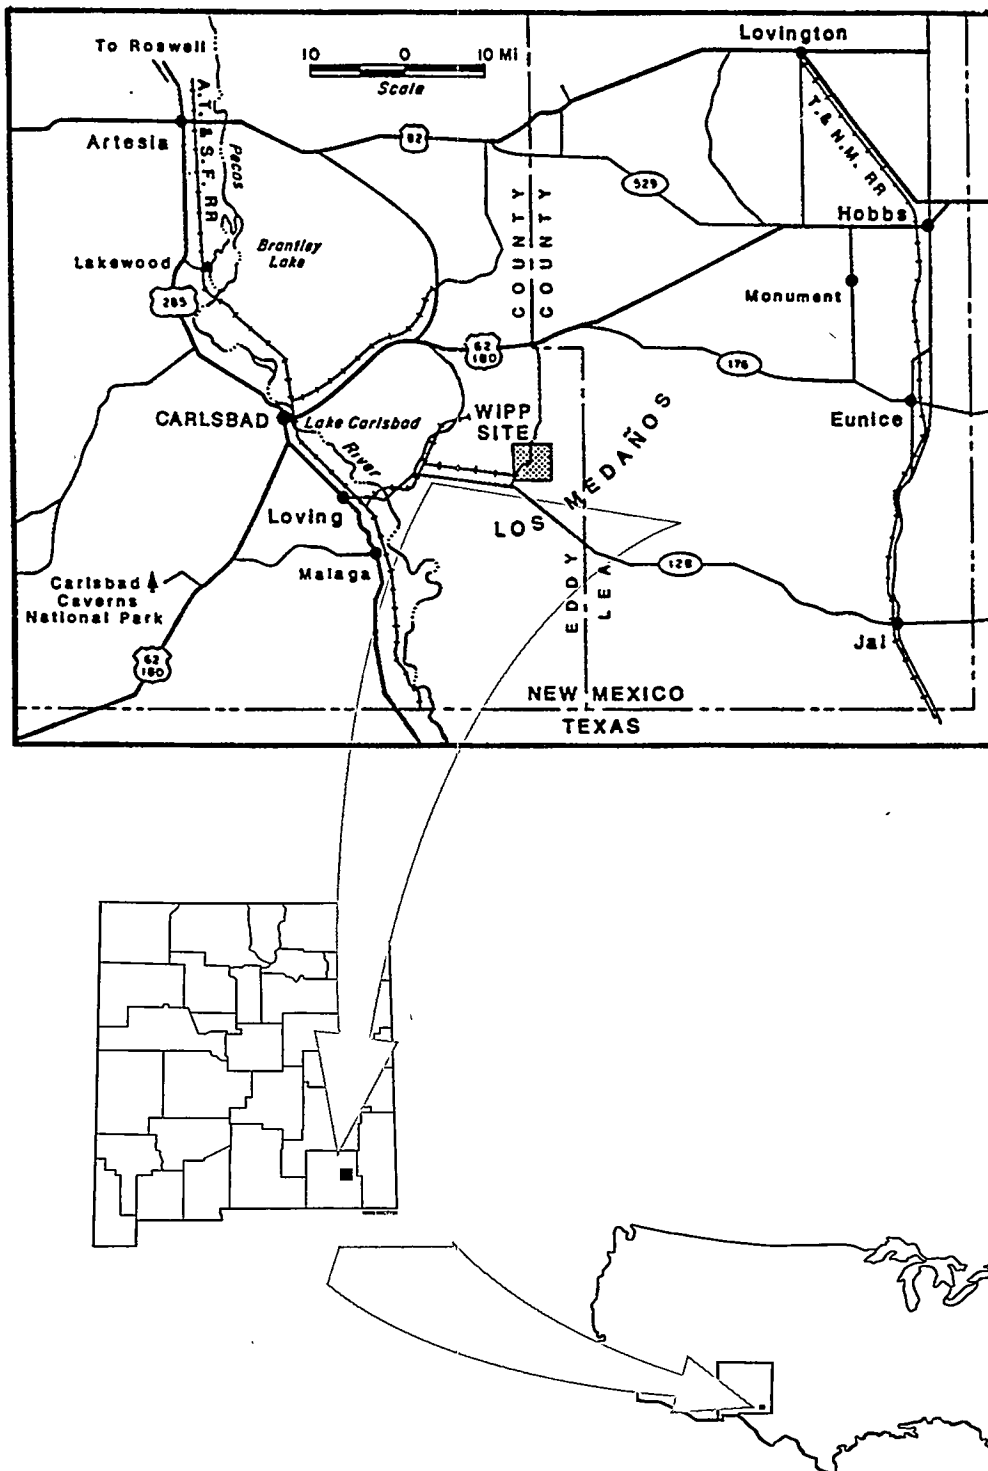 To Roswell
10 0 10 Mi
Scale
Lovington
A.T. & S.F. RR
Pecos
T. & N.M. RR
Artesia
82
529
COUNTY
COUNTY
Hobbs
Brantley
Lake
Lakewood
285
Monument
62
180
176
CARLSBAD
Lake Carlsbad
WIPP
SITE
Eunice
River
LOS MEDAÑOS
Loving
Malaga
EDDY
LEA
128
Carlsbad
Caverns
National Park
62
180
Jal
NEW MEXICO
TEXAS